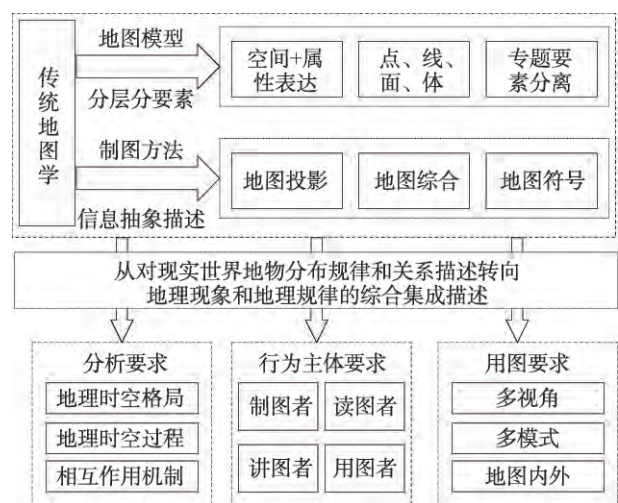 传统地图学
地图模型
分层分要素
空间+属
性表达
点、线、
面、体
专题要
素分离
制图方法
信息抽象描述
地图投影
地图综合
地图符号
从对现实世界地物分布规律和关系描述转向
地理现象和地理规律的综合集成描述
分析要求
地理时空格局
地理时空过程
相互作用机制
行为主体要求
制图者
读图者
讲图者
用图者
用图要求
多视角
多模式
地图内外